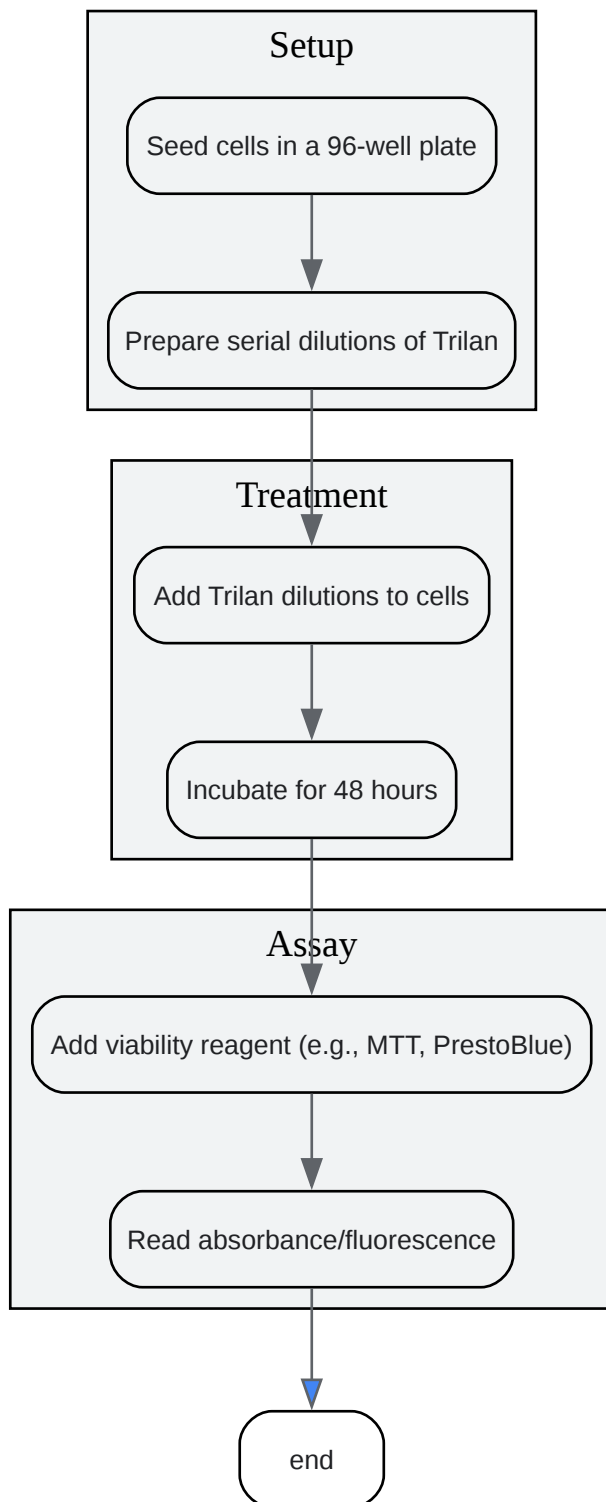 Setup
Seed cells in a 96-well plate
Prepare serial dilutions of Trilan
Treatment
Add Trilan dilutions to cells
Incubate for 48 hours
Assay
Add viability reagent (e.g., MTT, PrestoBlue)
Read absorbance/fluorescence
end